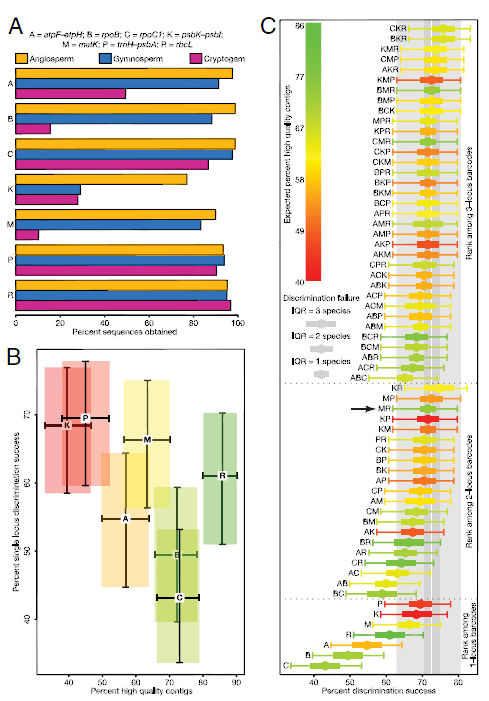 A
A = atpF–atpH; B = rpoB; C = rpoC1; K = psbK–psbI;
M = matK; P = trnH–psbA; R = rbcL
Angiosperm Gymnosperm Cryptogam
A
B
C
K
M
P
R
0 20 40 60 80 100
Percent sequences obtained
B
Percent single locus discrimination success
70
60
50
40
K
P
M
A
R
B
C
40 50 60 70 80 90
Percent high quality contigs
C
Expected percent high quality contigs
86
77
67
58
49
40
Discrimination failure
IQR = 3 species
IQR = 2 species
IQR = 1 species
CKR
BKR
KMR
CMP
AKR
KMP
BMR
BMP
BCK
MPR
KPR
CMR
CKP
CKM
BPR
BKP
BKM
BCP
APR
AMR
AMP
AKP
AKM
CPR
ACK
ABK
ACP
ACM
ABP
ABM
BCR
BCM
ABR
ACR
ABC
Rank among 3-locus barcodes
KR
MP
MR
KP
KM
PR
CK
BP
BK
AP
CP
AM
CM
BM
AK
BR
AR
CR
AC
AB
BC
Rank among 2-locus barcodes
P
K
M
R
A
B
C
Rank among
1-locus barcodes
40 50 60 70 80
Percent discrimination success